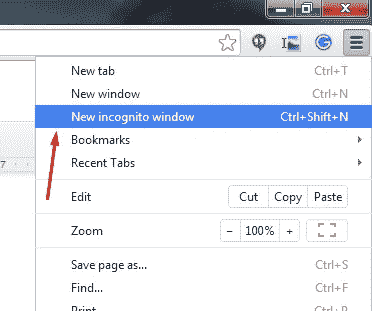 New tab Ctrl+T
New window Ctrl+N
New incognito window Ctrl+Shift+N
Bookmarks
Recent Tabs
7
Edit Cut Copy Paste
Zoom − 100% +
Save page as... Ctrl+S
Find... Ctrl+F
Print... Ctrl+P